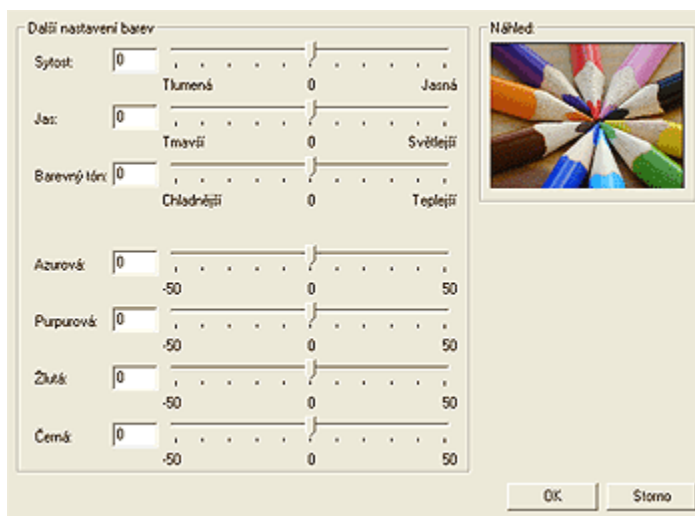 Další nastavení barev
Sytost: 0
Tlumená 0 Jasná
Jas: 0
Tmavší 0 Světlejší
Barevný tón: 0
Chladnější 0 Teplejší
Azurová: 0
-50 0 50
Purpurová: 0
-50 0 50
Žlutá: 0
-50 0 50
Černá: 0
-50 0 50
Náhled:
OK Storno